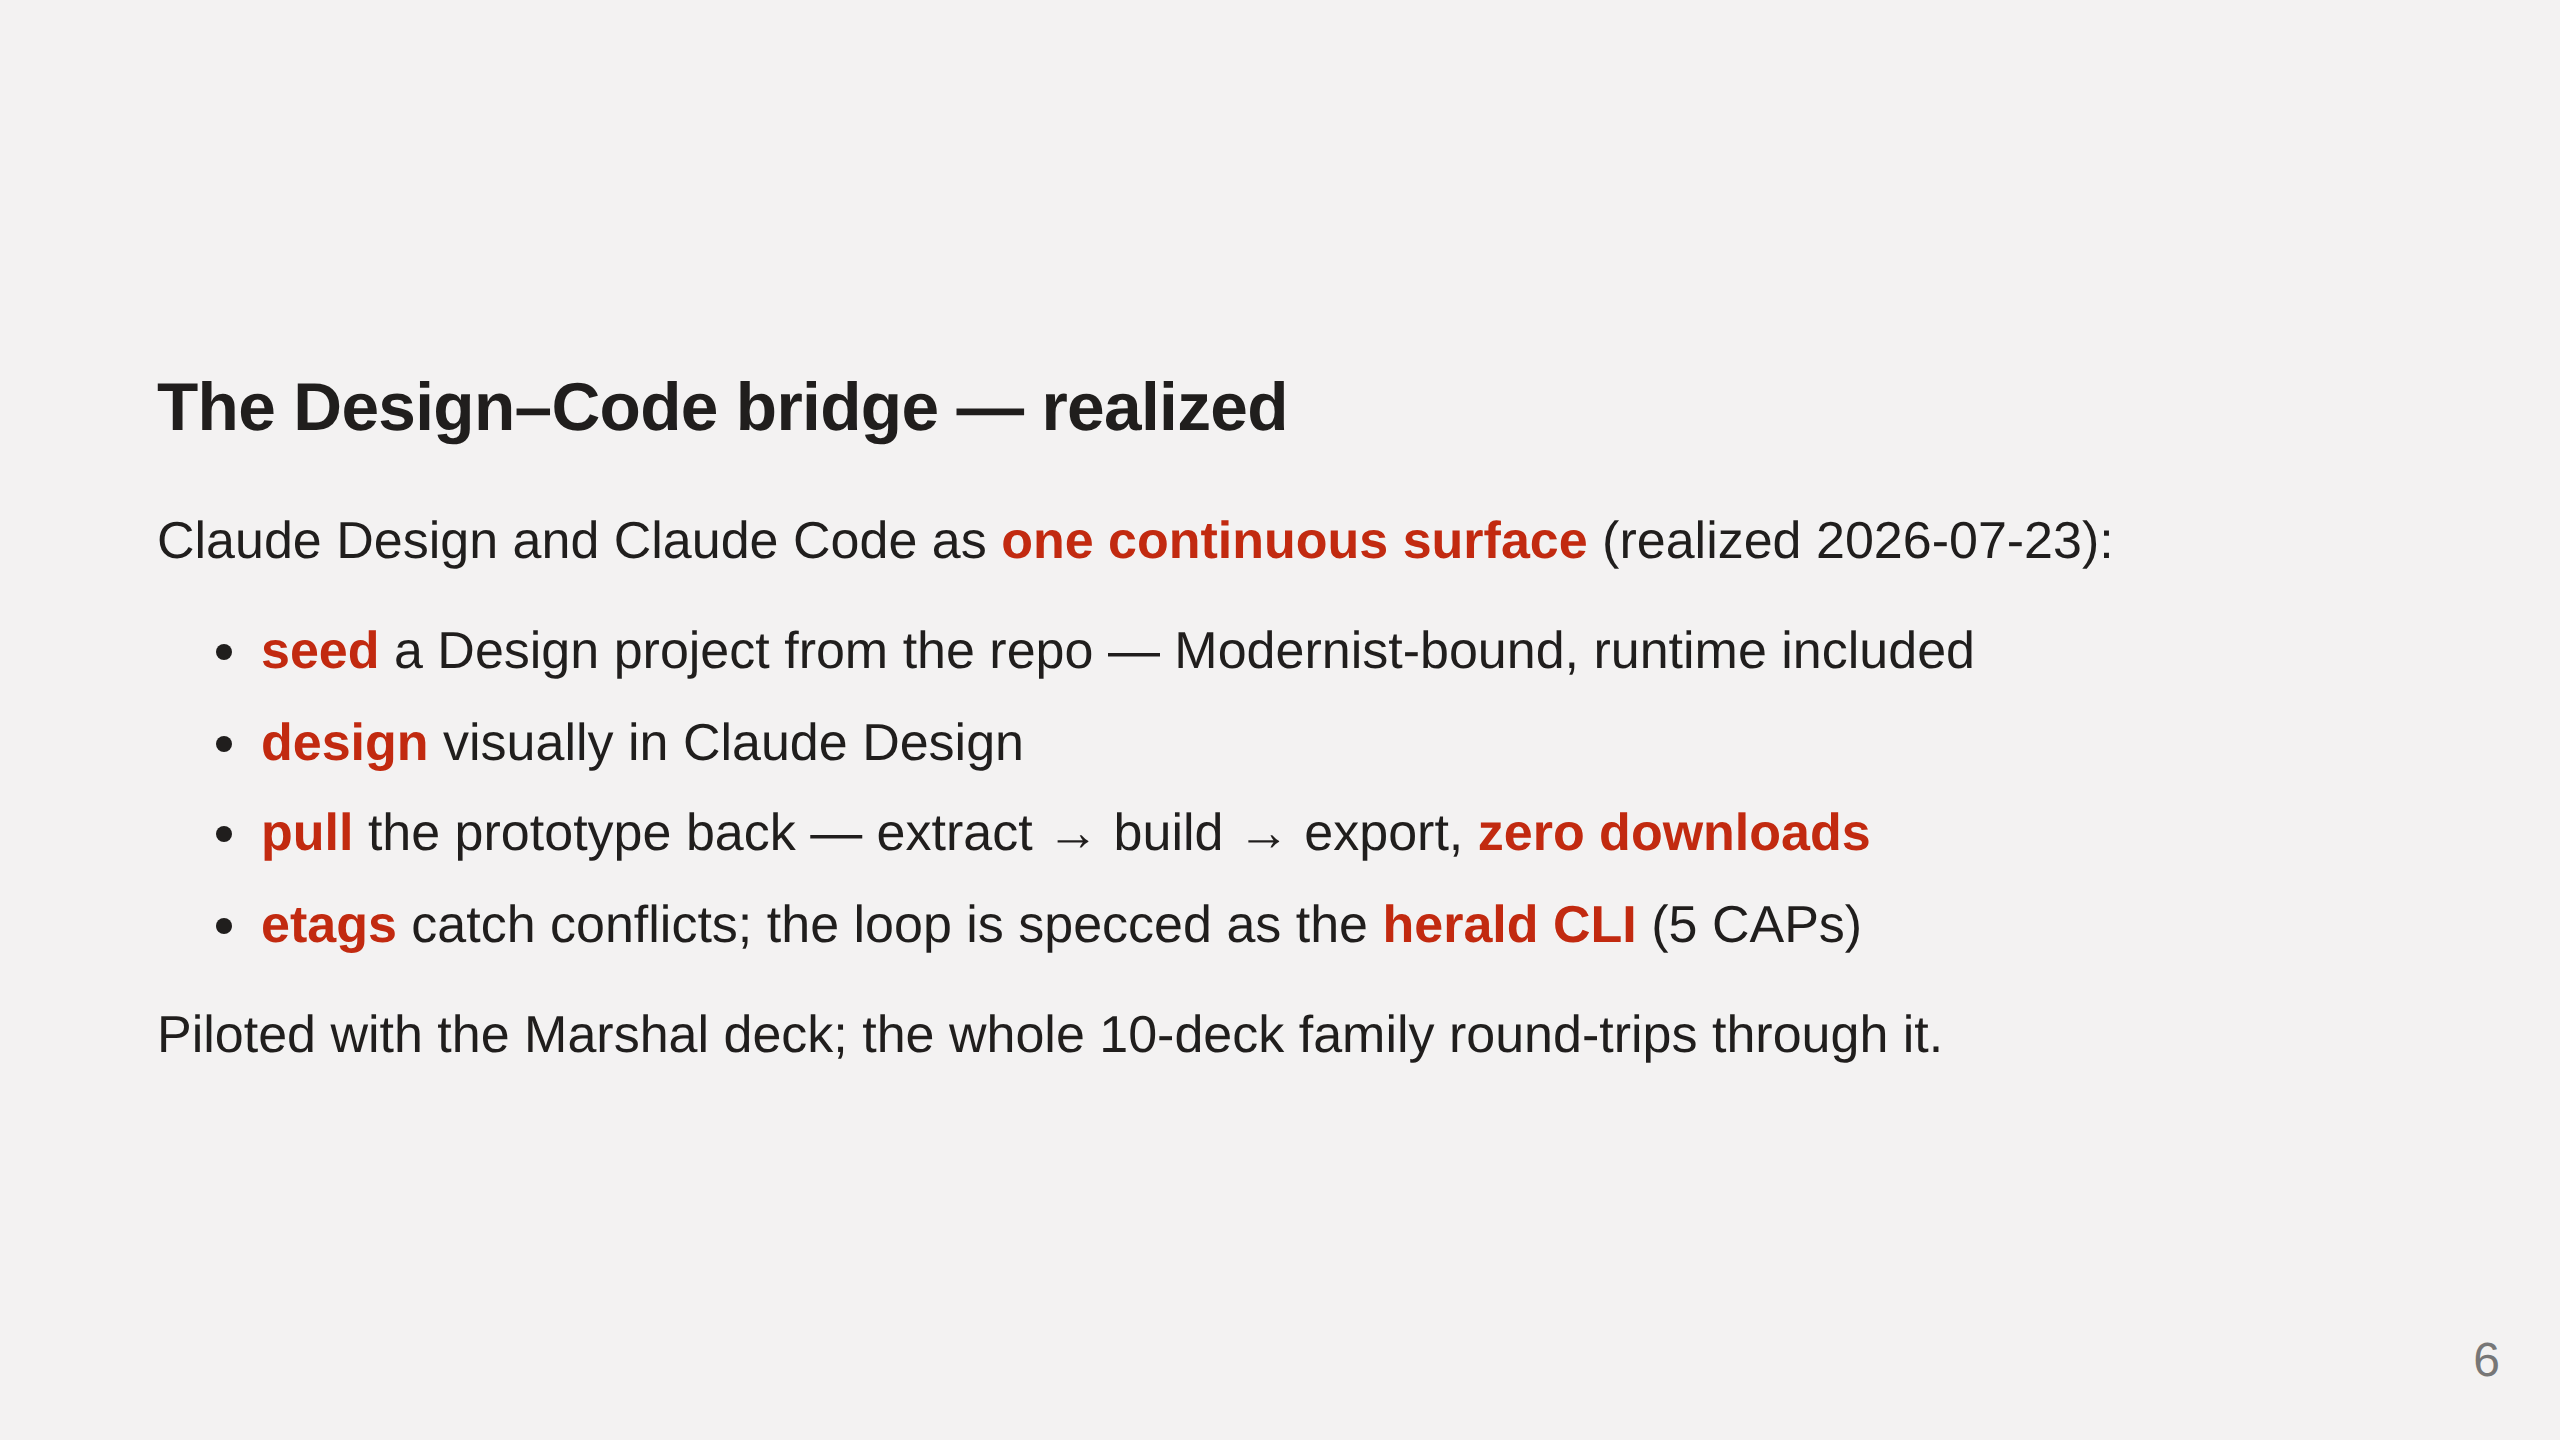 The Design–Code bridge — realized
Claude Design and Claude Code as one continuous surface (realized 2026-07-23):
• seed a Design project from the repo — Modernist-bound, runtime included
• design visually in Claude Design
• pull the prototype back — extract → build → export, zero downloads
• etags catch conflicts; the loop is specced as the herald CLI (5 CAPs)
Piloted with the Marshal deck; the whole 10-deck family round-trips through it.
6